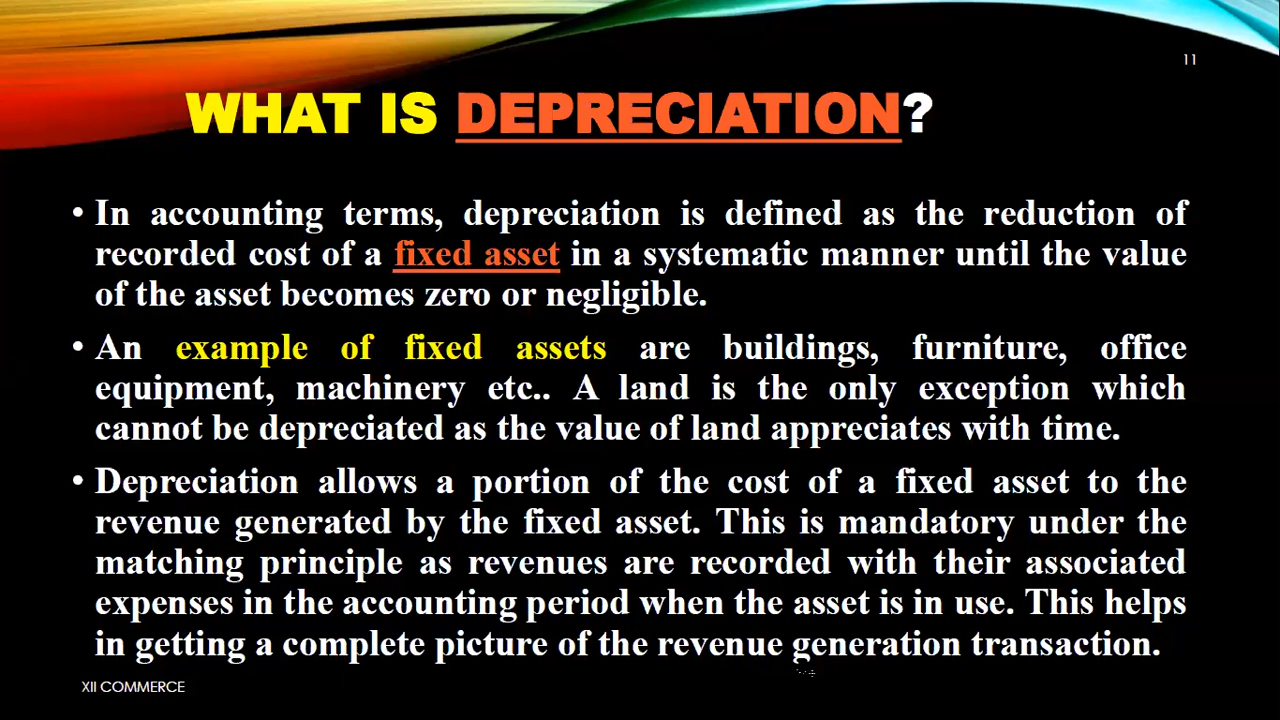 11
WHAT IS DEPRECIATION?
• In accounting terms, depreciation is defined as the reduction of
recorded cost of a fixed asset in a systematic manner until the value
of the asset becomes zero or negligible.
• An example of fixed assets are buildings, furniture, office
equipment, machinery etc.. A land is the only exception which
cannot be depreciated as the value of land appreciates with time.
• Depreciation allows a portion of the cost of a fixed asset to the
revenue generated by the fixed asset. This is mandatory under the
matching principle as revenues are recorded with their associated
expenses in the accounting period when the asset is in use. This helps
in getting a complete picture of the revenue generation transaction.
XII COMMERCE